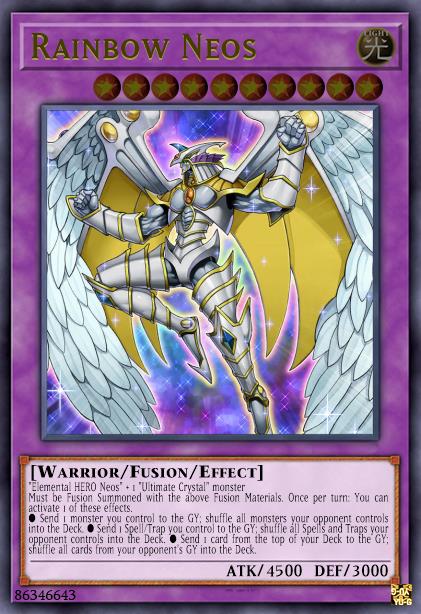 RAINBOW NEOS
LIGHT
光
[WARRIOR/FUSION/EFFECT]
"Elemental HERO Neos" + 1 "Ultimate Crystal" monster
Must be Fusion Summoned with the above Fusion Materials. Once per turn: You can
activate 1 of these effects.
● Send 1 monster you control to the GY; shuffle all monsters your opponent controls
into the Deck. ● Send 1 Spell/Trap you control to the GY; shuffle all Spells and Traps your
opponent controls into the Deck. ● Send 1 card from the top of your Deck to the GY;
shuffle all cards from your opponent's GY into the Deck.
ATK/4500 DEF/3000
86346643